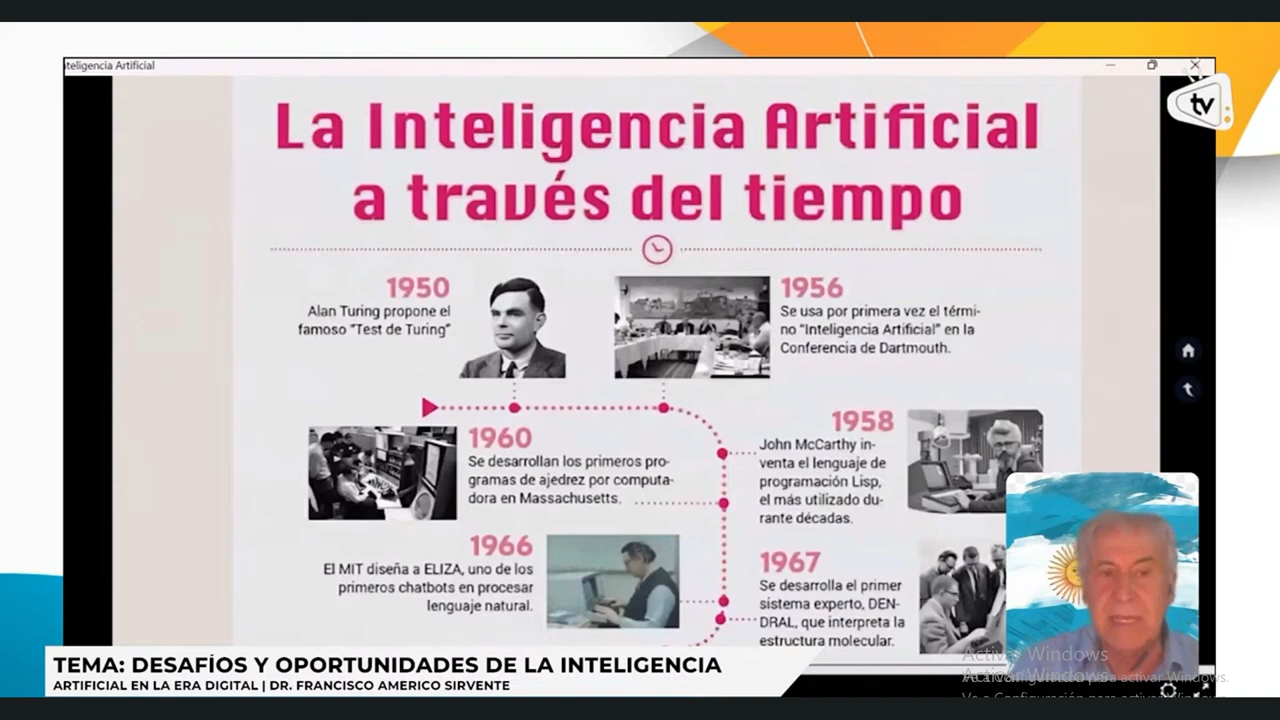 nteligencia Artificial
tv
La Inteligencia Artificial
a través del tiempo
1950
Alan Turing propone el
famoso "Test de Turing"
1956
Se usa por primera vez el térmi-
no "Inteligencia Artificial" en la
Conferencia de Dartmouth.
1960
Se desarrollan los primeros pro-
gramas de ajedrez por computa-
dora en Massachusetts.
1958
John McCarthy in-
venta el lenguaje de
programación Lisp,
el más utilizado du-
rante décadas.
1966
El MIT diseña a ELIZA, uno de los
primeros chatbots en procesar
lenguaje natural.
1967
Se desarrolla el primer
sistema experto, DEN-
DRAL, que interpreta la
estructura molecular.
TEMA: DESAFÍOS Y OPORTUNIDADES DE LA INTELIGENCIA
ARTIFICIAL EN LA ERA DIGITAL | DR. FRANCISCO AMERICO SIRVENTE
Activar Windows
Activar Windows
activar Windows.